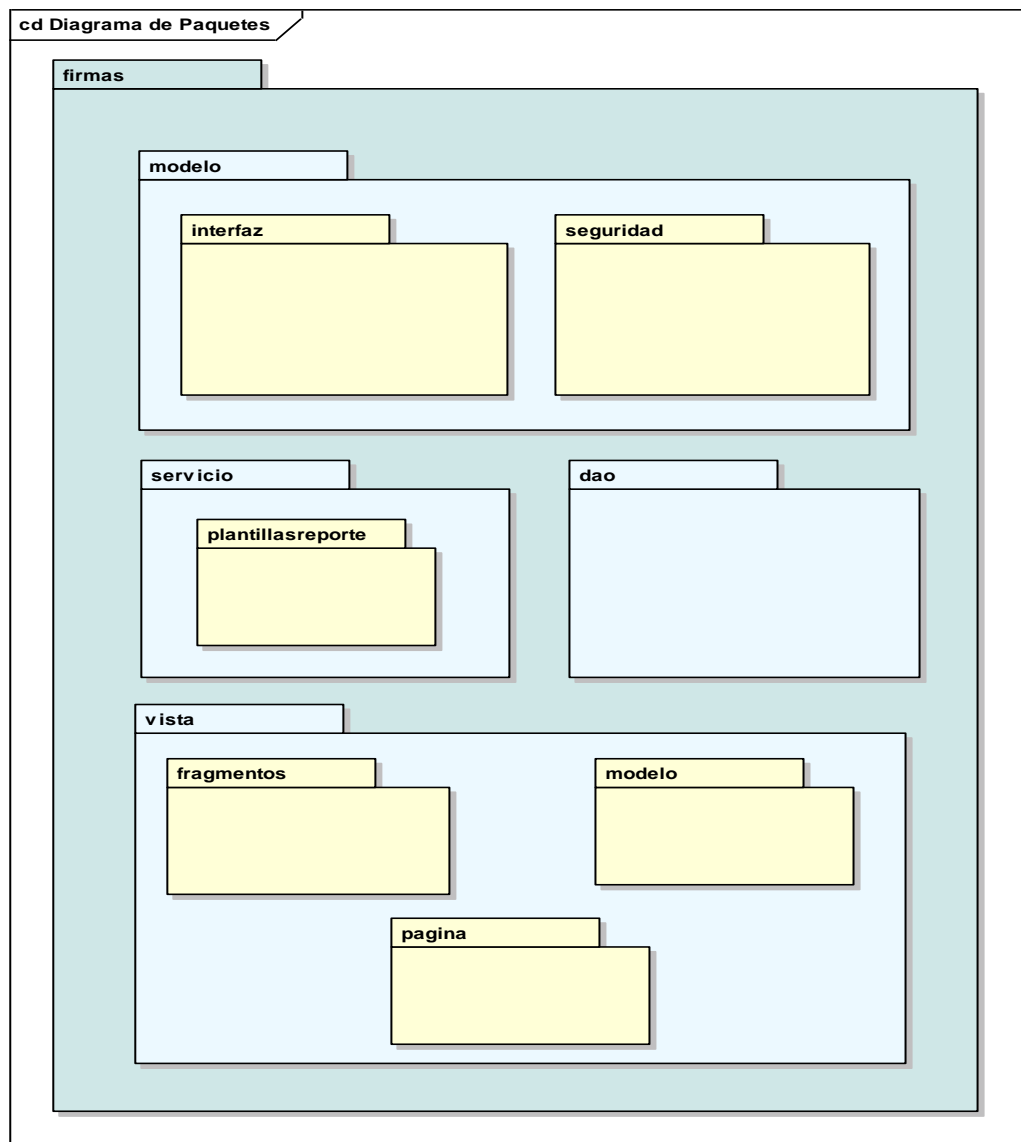 cd Diagrama de Paquetes
firmas
modelo
interfaz
seguridad
servicio
dao
plantillasreporte
vista
fragmentos
modelo
pagina